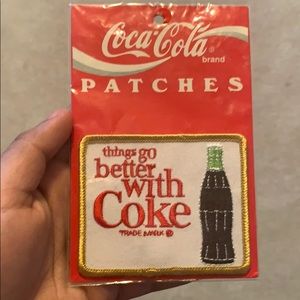 Coca-Cola
brand
PATCHES
things go
better
with
Coke
TRADE MARK ®